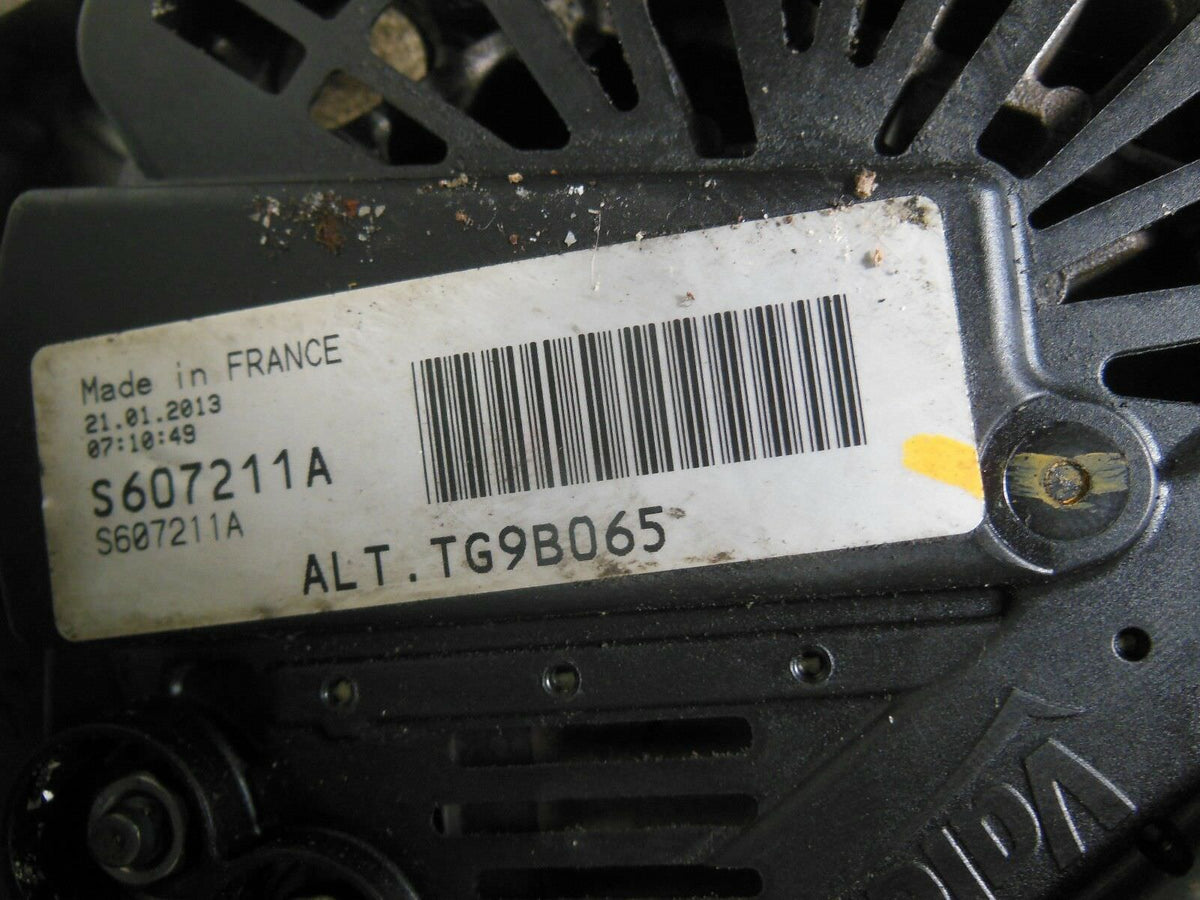 Made in FRANCE
21.01.2013
07:10:49
S607211A
S607211A
ALT.TG9B065